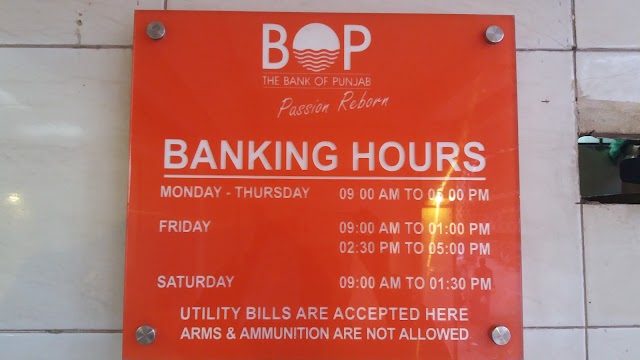 BOP
THE BANK OF PUNJAB
Passion Reborn
BANKING HOURS
MONDAY - THURSDAY 09 00 AM TO 05:00 PM
FRIDAY 09:00 AM TO 01:00 PM
02:30 PM TO 05:00 PM
SATURDAY 09:00 AM TO 01:30 PM
UTILITY BILLS ARE ACCEPTED HERE
ARMS & AMMUNITION ARE NOT ALLOWED